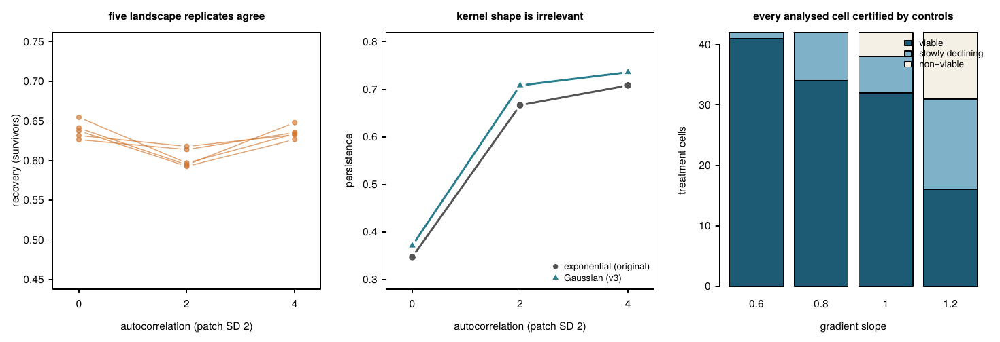 five landscape replicates agree
recovery (survivors)
0.75
0.70
0.65
0.60
0.55
0.50
0.45
0
2
4
autocorrelation (patch SD 2)
kernel shape is irrelevant
persistence
0.8
0.7
0.6
0.5
0.4
0.3
exponential (original)
Gaussian (v3)
0
2
4
autocorrelation (patch SD 2)
every analysed cell certified by controls
treatment cells
40
30
20
10
0
viable
slowly declining
non−viable
0.6
0.8
1
1.2
gradient slope